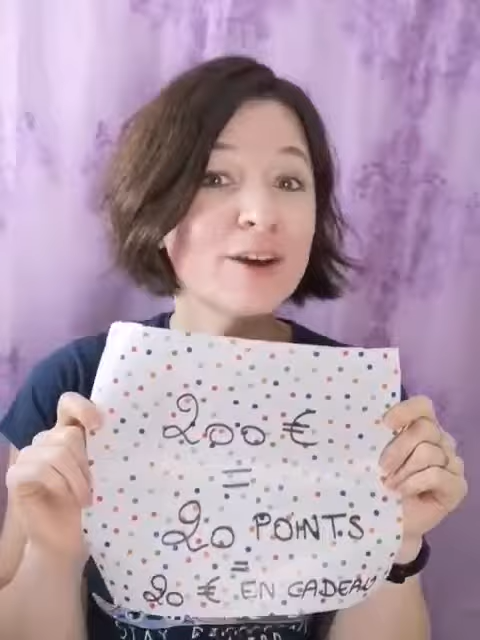 200 €
=
20 POINTS
=
20 € EN CADEAU